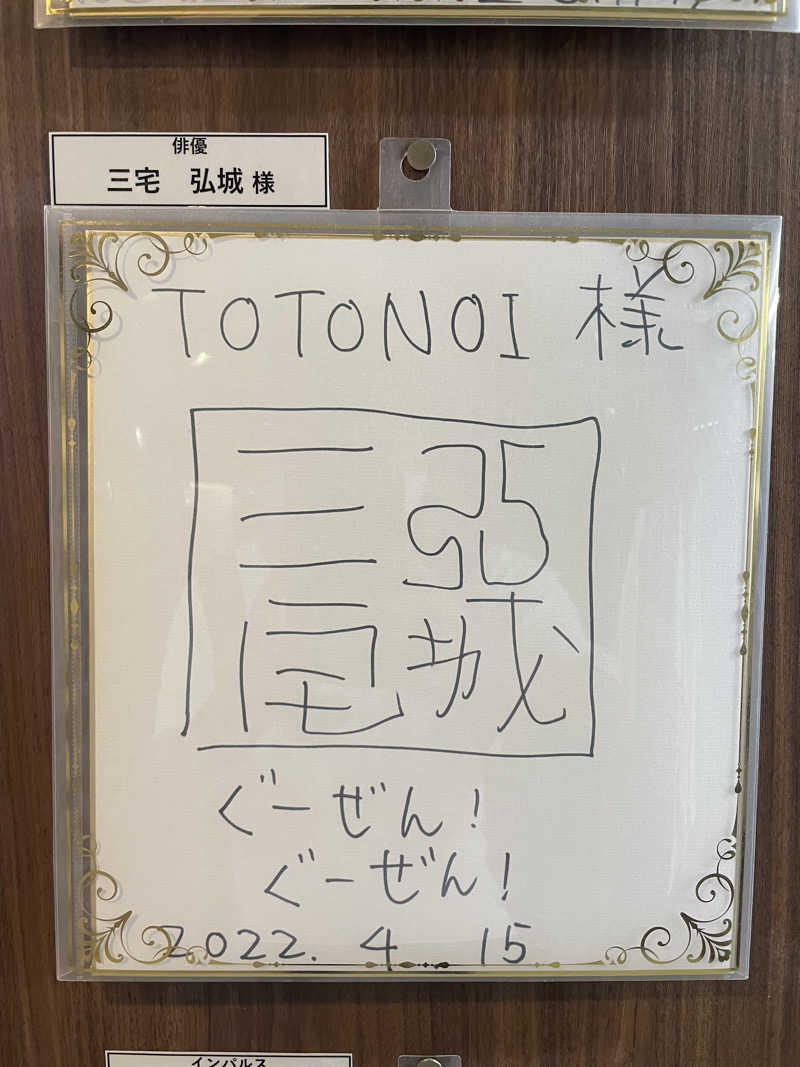 俳優
三宅 弘城 様
TOTONOI 様
三宅
弘城
ぐーぜん!
ぐーぜん!
2022. 4 15
インパルス